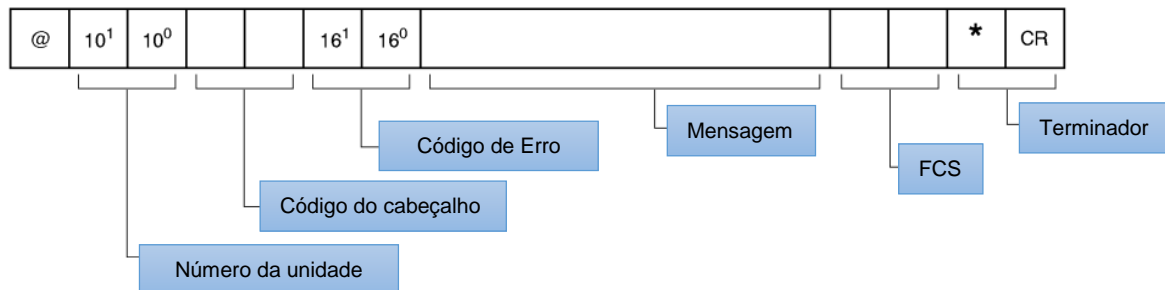 @ 10¹ 10⁰ 16¹ 16⁰ * CR
Mensagem
Terminador
Código de Erro
FCS
Código do cabeçalho
Número da unidade